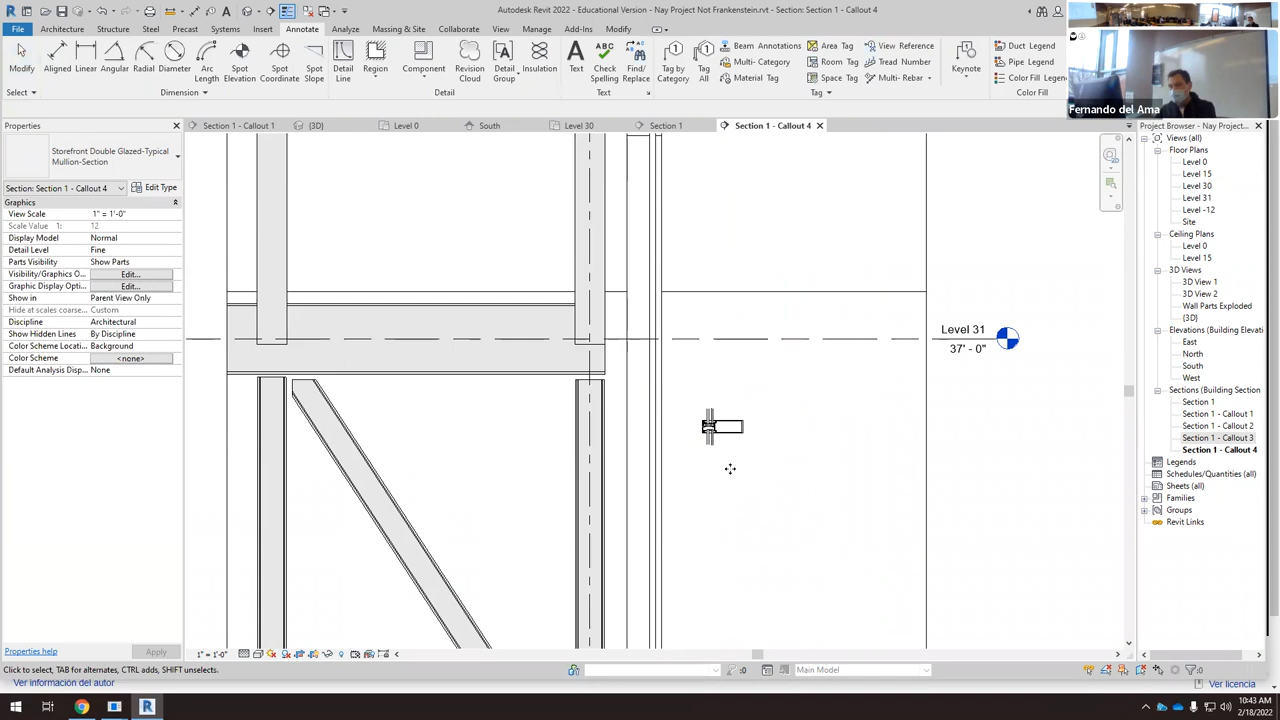 Autodesk Revit 2022 - Educational Version - Nay Project Not Frankenstein.rvt - Section: Section 1 - Callout 4
File Architecture Structure Steel Precast Systems Insert Annotate Analyze Massing & Site Collaborate View Manage Add-Ins Modify
Modify Aligned Linear Angular Radial Diameter Arc Length Spot Elevation Spot Coordinate Spot Slope Detail Line Region Component Revision Cloud Detail Group Insulation Text Check Spelling Find/ Replace Tag by Category Tag All
Beam Annotations Area Tag View Reference Keynote Duct Legend
Multi- Category Room Tag Tread Number Pipe Legend
Material Tag Space Tag Multi- Rebar Color Fill Legen
Select Dimension Detail Text Tag Color Fill
Fernando del Ama
Properties
Section 1 - Callout 1 {3D} Level 0 South Level 30 Section 1 Section 1 - Callout 4
Project Browser - Nay Project Not...
Storefront Double Glazed-Typical
Mullion-Section
Section: Section 1 - Callout 4 Edit Type
Graphics
View Scale 1" = 1'-0"
Scale Value 1: 12
Display Model Normal
Detail Level Fine
Parts Visibility Show Parts
Visibility/Graphics O... Edit...
Graphic Display Opti... Edit...
Show in Parent View Only
Hide at scales coarse... Custom
Discipline Architectural
Show Hidden Lines By Discipline
Color Scheme Locati... Background
Color Scheme <none>
Default Analysis Disp... None
Level 31
37' - 0"
Views (all)
Floor Plans
Level 0
Level 15
Level 30
Level 31
Level -12
Site
Ceiling Plans
Level 0
Level 15
3D Views
3D View 1
3D View 2
Wall Parts Exploded
{3D}
Elevations (Building Elevati
East
North
South
West
Sections (Building Section
Section 1
Section 1 - Callout 1
Section 1 - Callout 2
Section 1 - Callout 3
Section 1 - Callout 4
Legends
Schedules/Quantities (all)
Sheets (all)
Families
Groups
Revit Links
Properties help Apply
1" = 1'-0"
Click to select, TAB for alternates, CTRL adds, SHIFT unselects.
:0 Main Model :0
Ver información del autor Ver licencia
10:43 AM
2/18/2022